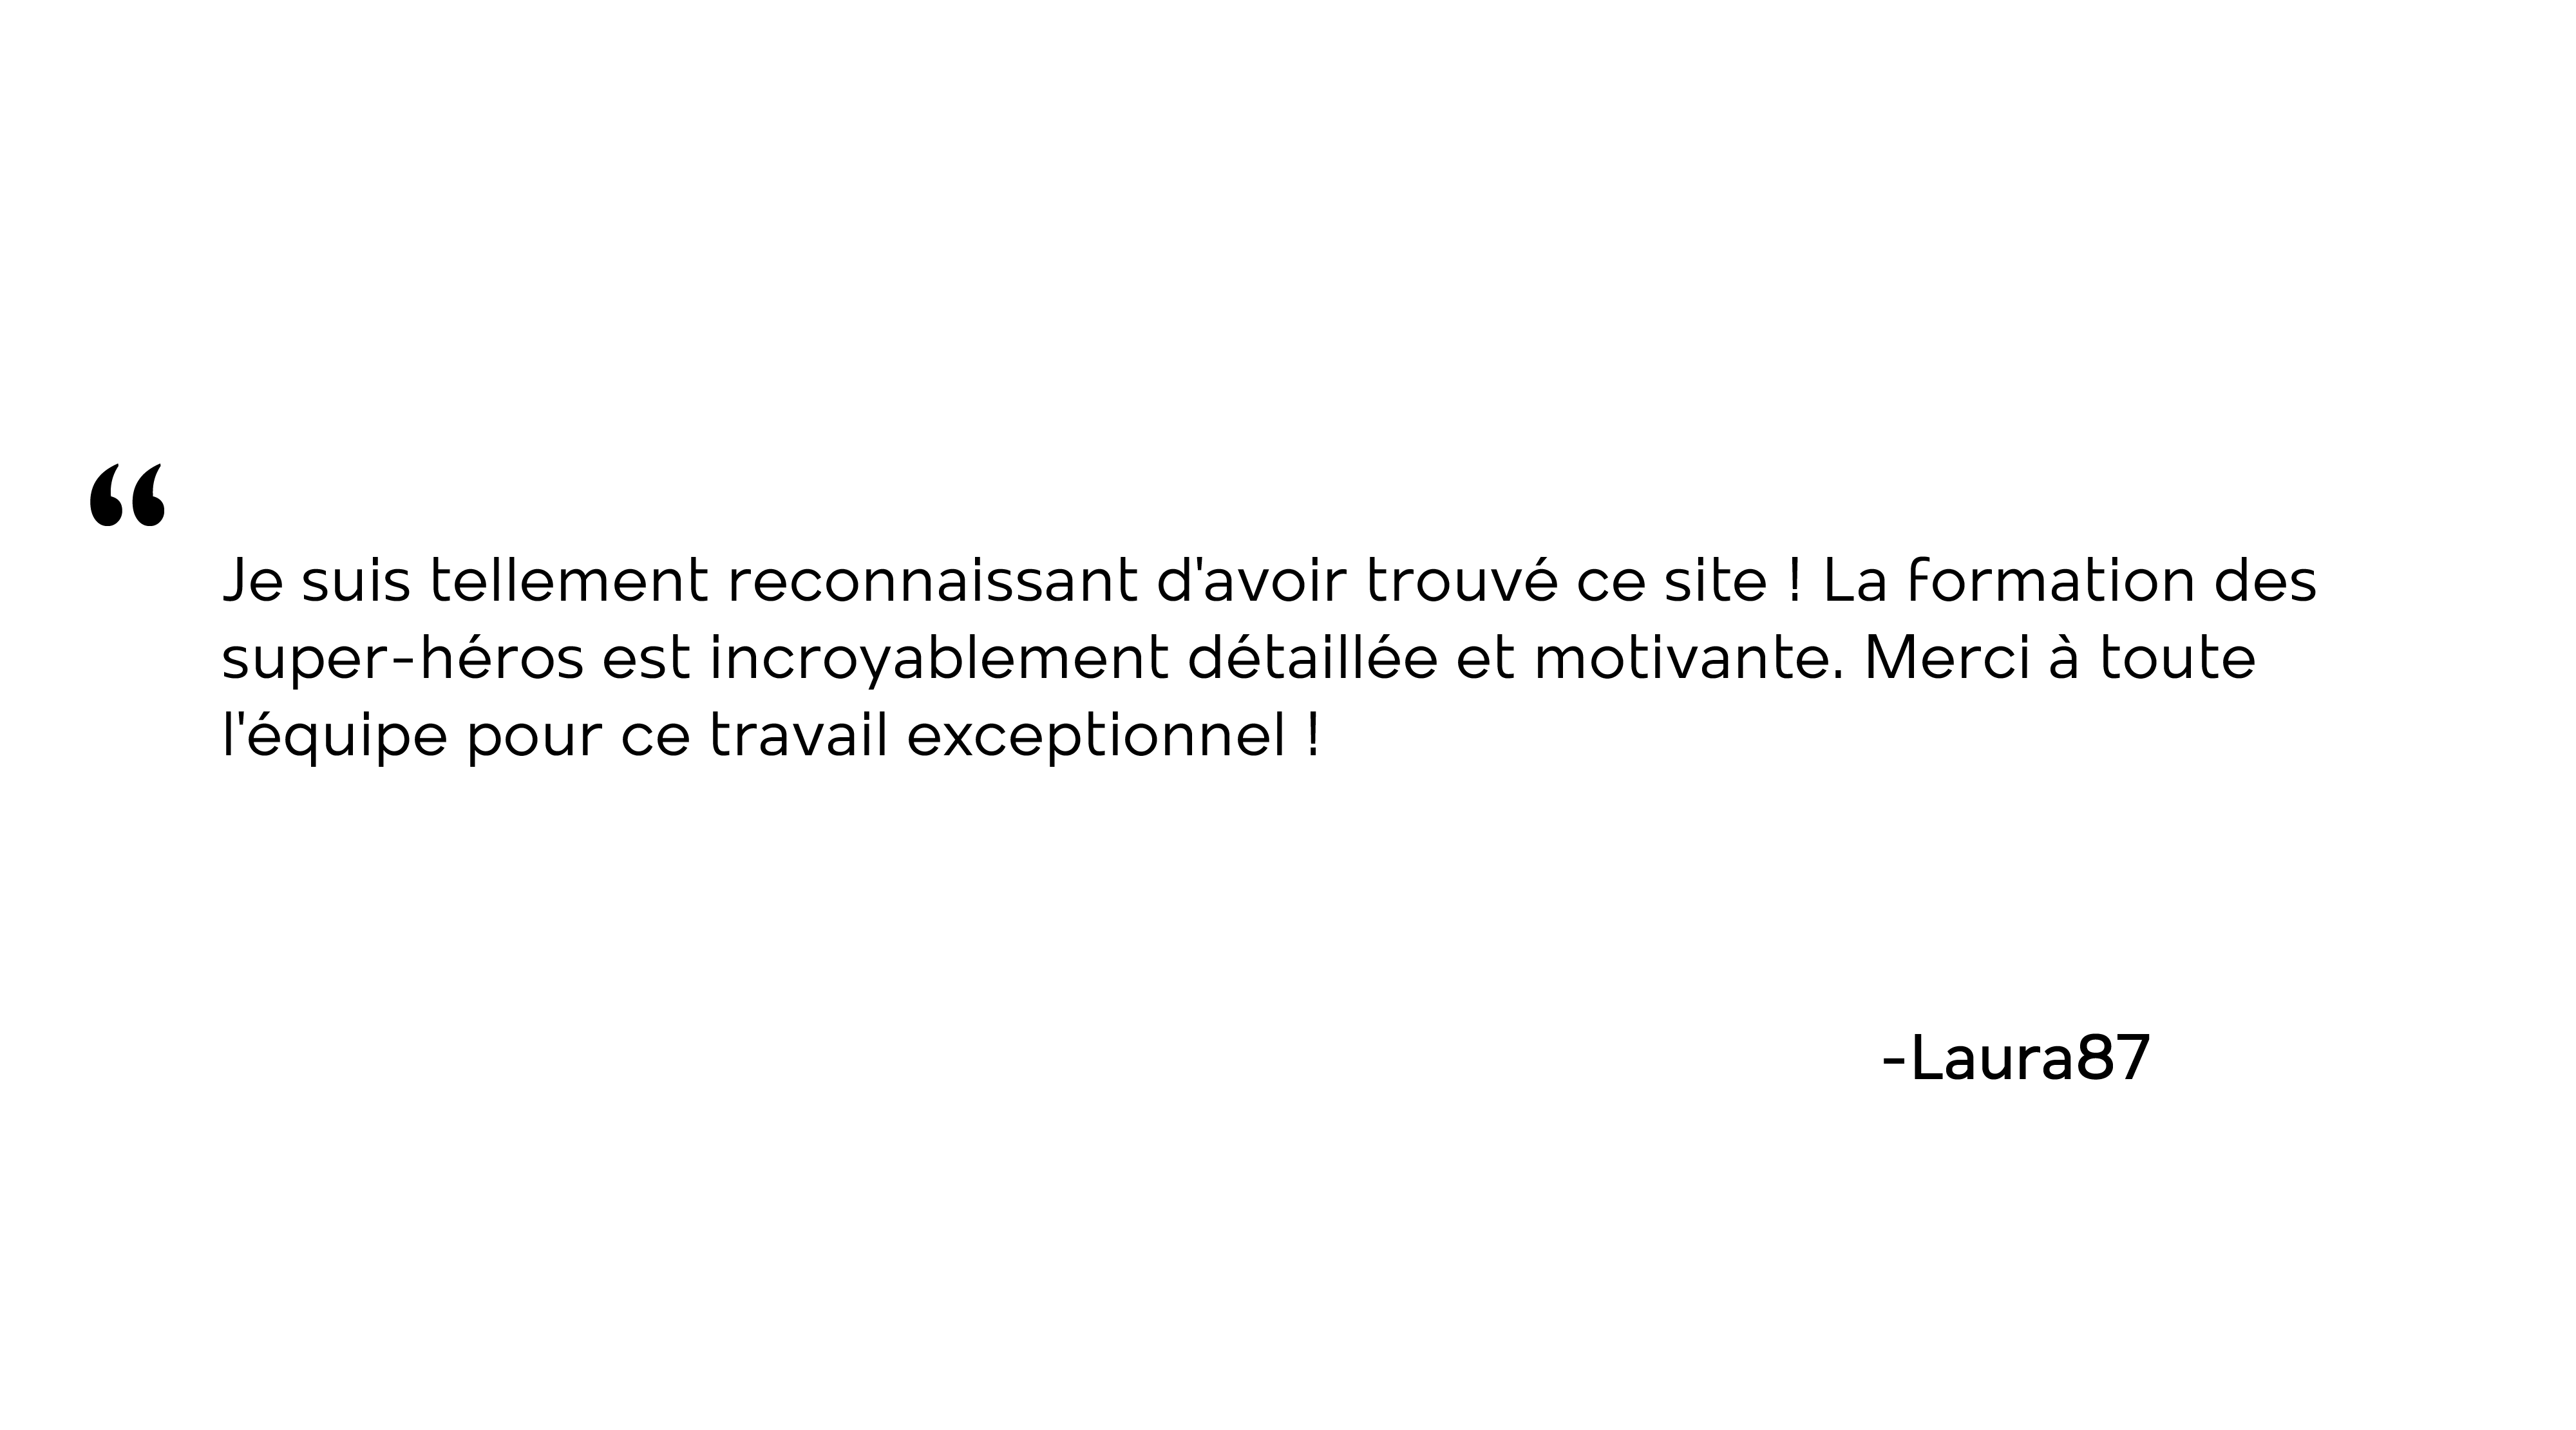 “
Je suis tellement reconnaissant d'avoir trouvé ce site ! La formation des
super-héros est incroyablement détaillée et motivante. Merci à toute
l'équipe pour ce travail exceptionnel !
-Laura87